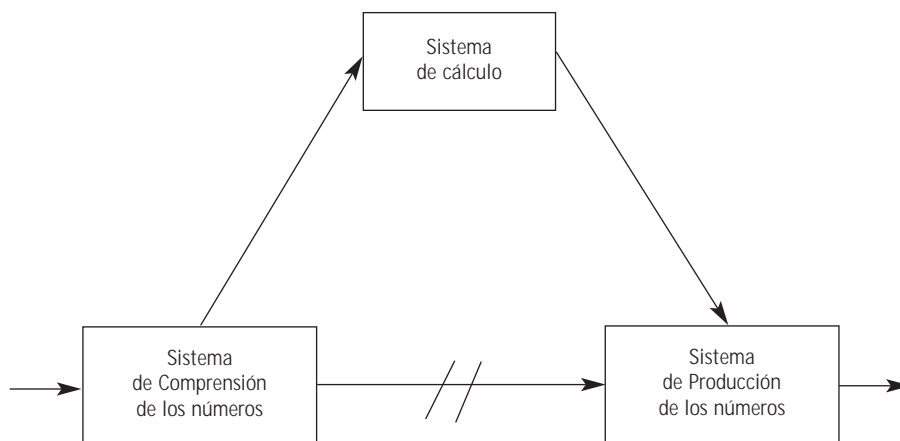 Sistema
de cálculo
Sistema
de Comprensión
de los números
Sistema
de Producción
de los números